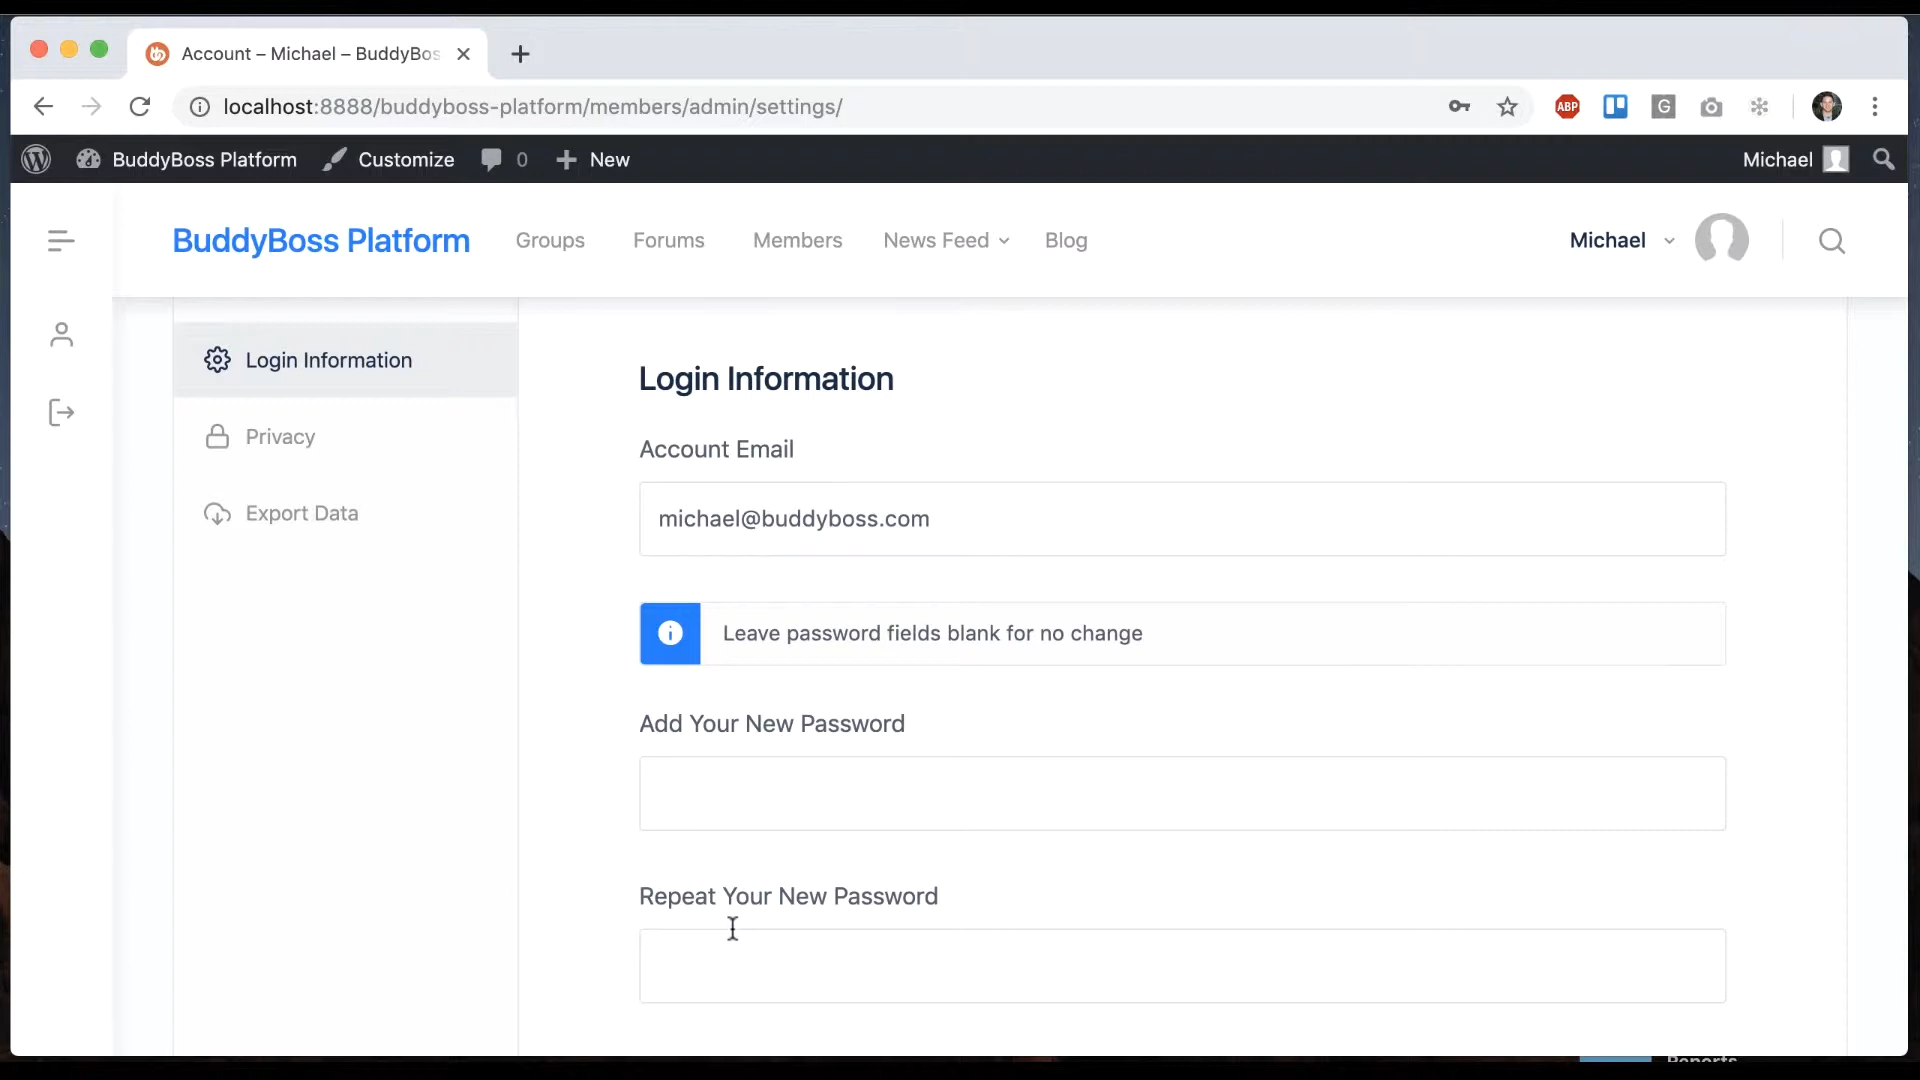 Account – Michael – BuddyBos
localhost:8888/buddyboss-platform/members/admin/settings/
ABP
G
BuddyBoss Platform
Customize
0
New
Michael
BuddyBoss Platform
Groups
Forums
Members
News Feed
Blog
Michael
Login Information
Privacy
Export Data
Login Information
Account Email
michael@buddyboss.com
Leave password fields blank for no change
Add Your New Password
Repeat Your New Password
Reports